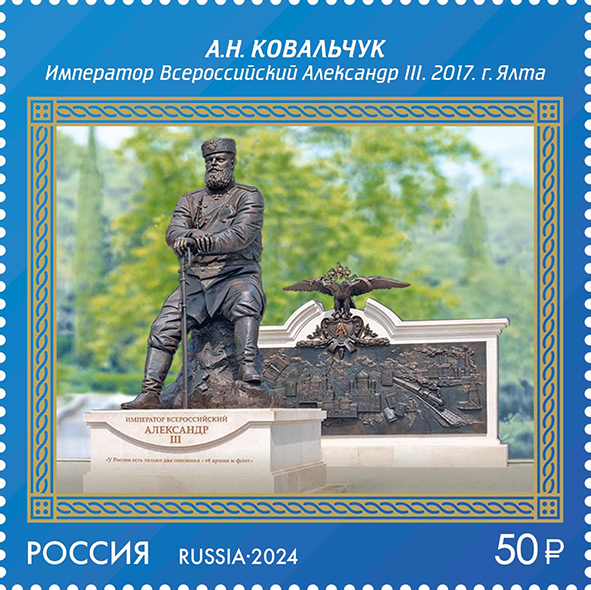 А.Н. КОВАЛЬЧУК
Император Всероссийский Александр III. 2017. г. Ялта
ИМПЕРАТОР ВСЕРОССИЙСКИЙ
АЛЕКСАНДР
III
«У России есть только два союзника - её армия и флот»
РОССИЯ RUSSIA·2024 50₽